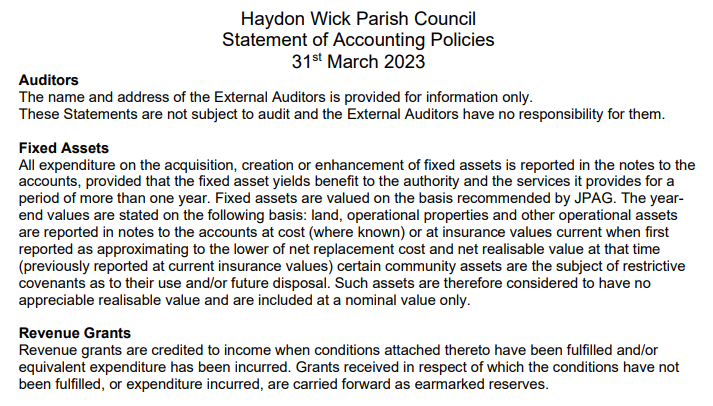 Haydon Wick Parish Council
Statement of Accounting Policies
31st March 2023
Auditors
The name and address of the External Auditors is provided for information only.
These Statements are not subject to audit and the External Auditors have no responsibility for them.
Fixed Assets
All expenditure on the acquisition, creation or enhancement of fixed assets is reported in the notes to the
accounts, provided that the fixed asset yields benefit to the authority and the services it provides for a
period of more than one year. Fixed assets are valued on the basis recommended by JPAG. The year-
end values are stated on the following basis: land, operational properties and other operational assets
are reported in notes to the accounts at cost (where known) or at insurance values current when first
reported as approximating to the lower of net replacement cost and net realisable value at that time
(previously reported at current insurance values) certain community assets are the subject of restrictive
covenants as to their use and/or future disposal. Such assets are therefore considered to have no
appreciable realisable value and are included at a nominal value only.
Revenue Grants
Revenue grants are credited to income when conditions attached thereto have been fulfilled and/or
equivalent expenditure has been incurred. Grants received in respect of which the conditions have not
been fulfilled, or expenditure incurred, are carried forward as earmarked reserves.